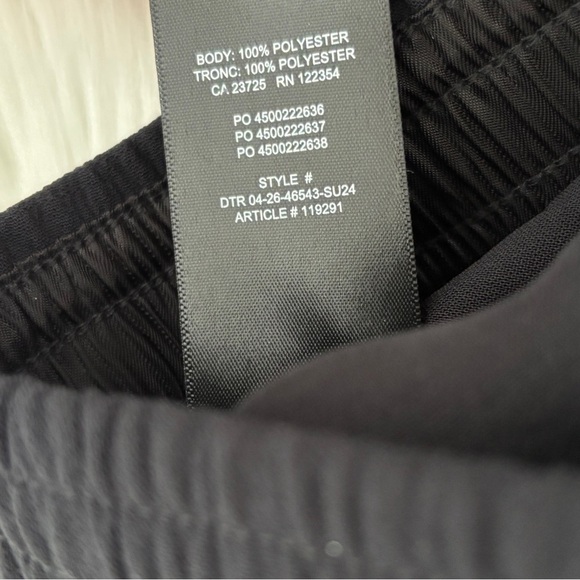 BODY: 100% POLYESTER
TRONC: 100% POLYESTER
CA 23725 RN 122354
PO 4500222636
PO 4500222637
PO 4500222638
STYLE #
DTR 04-26-46543-SU24
ARTICLE # 119291